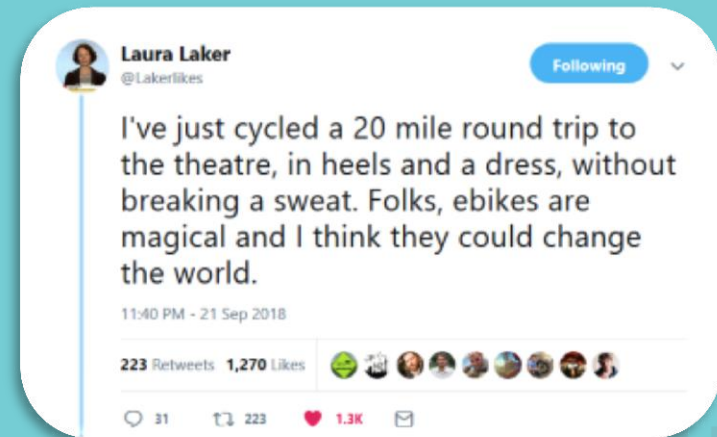 Laura Laker
@Lakerlikes
Following
I've just cycled a 20 mile round trip to
the theatre, in heels and a dress, without
breaking a sweat. Folks, ebikes are
magical and I think they could change
the world.
11:40 PM - 21 Sep 2018
223 Retweets 1,270 Likes
31 223 1.3K